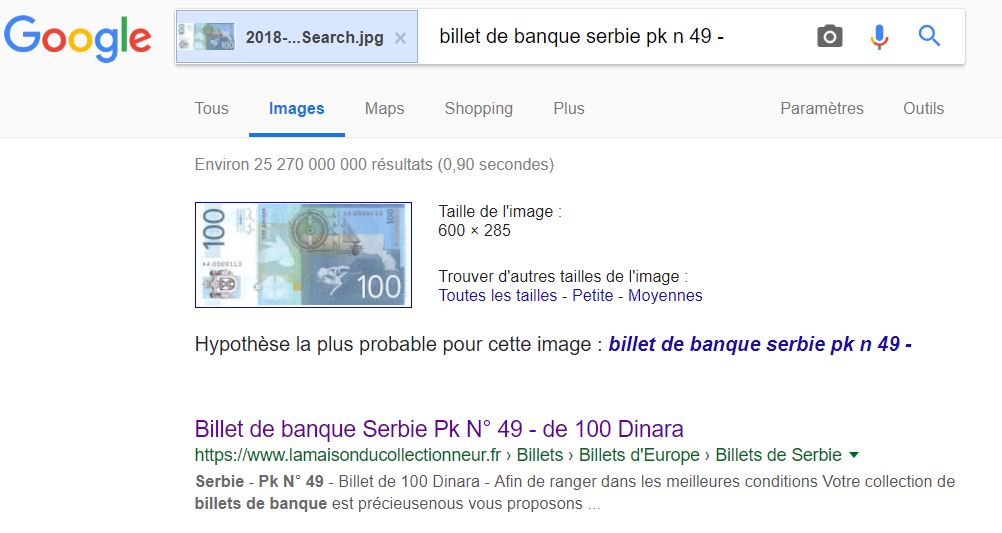 Google
2018-...Search.jpg × billet de banque serbie pk n 49 -
Tous Images Maps Shopping Plus Paramètres Outils
Environ 25 270 000 000 résultats (0,90 secondes)
100
AA0009113
AA0009113
100
100
Taille de l'image :
600 × 285
Trouver d'autres tailles de l'image :
Toutes les tailles - Petite - Moyennes
Hypothèse la plus probable pour cette image : billet de banque serbie pk n 49 -
Billet de banque Serbie Pk N° 49 - de 100 Dinara
https://www.lamaisonducollectionneur.fr › Billets › Billets d'Europe › Billets de Serbie
Serbie - Pk N° 49 - Billet de 100 Dinara - Afin de ranger dans les meilleures conditions Votre collection de
billets de banque est précieusenous vous proposons ...